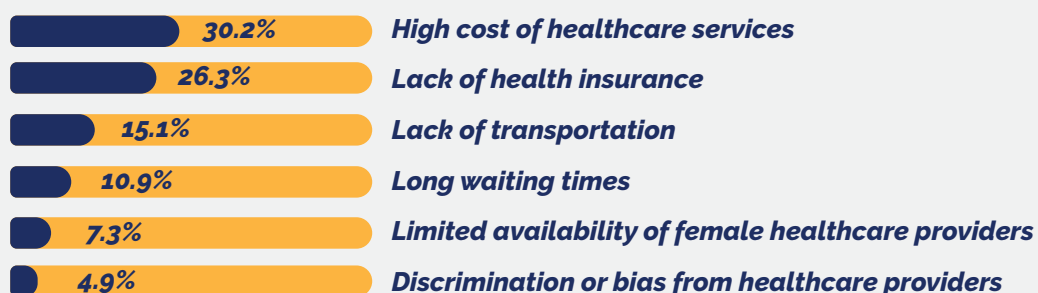 30.2% High cost of healthcare services
26.3% Lack of health insurance
15.1% Lack of transportation
10.9% Long waiting times
7.3% Limited availability of female healthcare providers
4.9% Discrimination or bias from healthcare providers